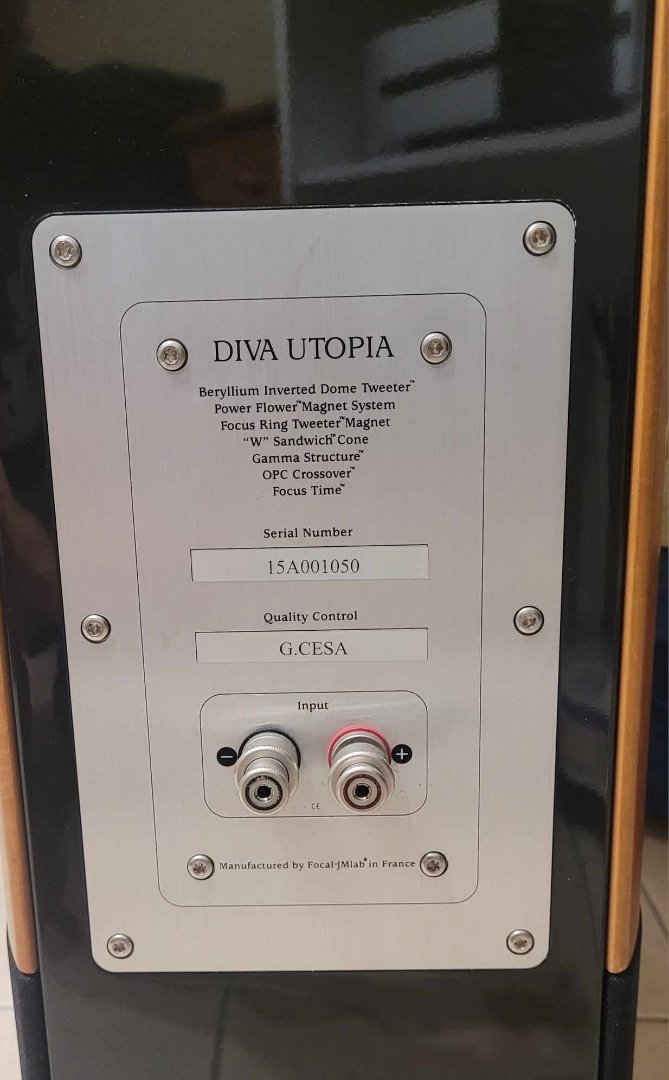 DIVA UTOPIA
Beryllium Inverted Dome Tweeter™
Power Flower™ Magnet System
Focus Ring Tweeter™ Magnet
“W” Sandwich™ Cone
Gamma Structure™
OPC Crossover™
Focus Time™
Serial Number
15A001050
Quality Control
G.CESA
Input
− +
CE
Manufactured by Focal-JMlab® in France